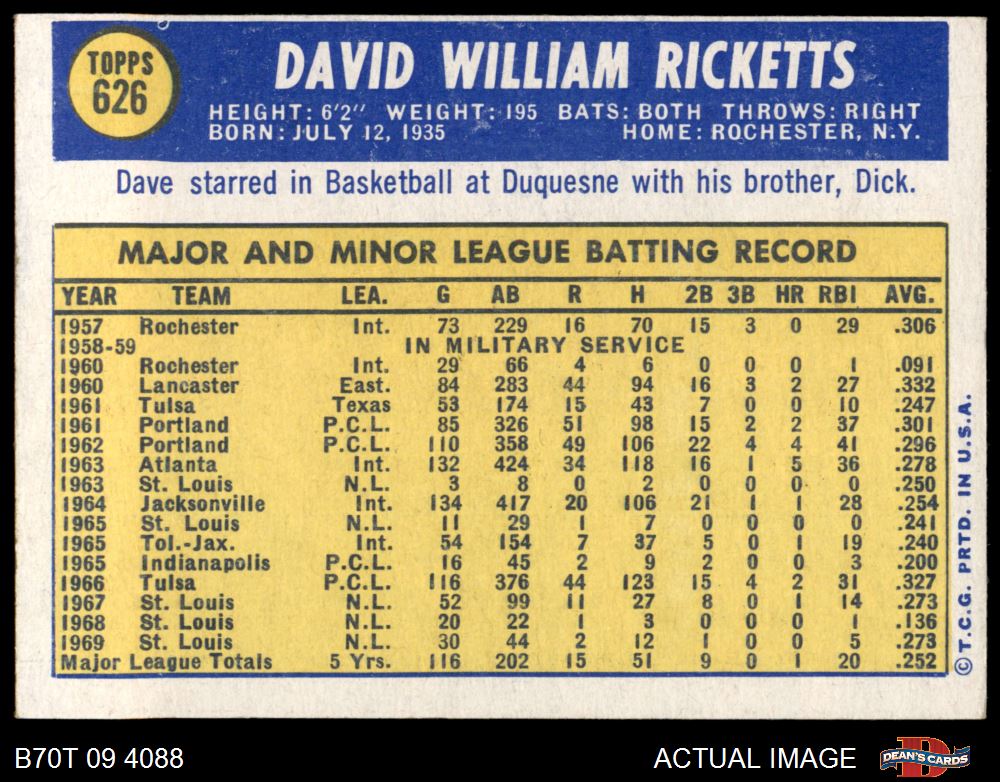 TOPPS
626
DAVID WILLIAM RICKETTS
HEIGHT: 6'2" WEIGHT: 195 BATS: BOTH THROWS: RIGHT
BORN: JULY 12, 1935 HOME: ROCHESTER, N.Y.
Dave starred in Basketball at Duquesne with his brother, Dick.
MAJOR AND MINOR LEAGUE BATTING RECORD
YEAR TEAM LEA. G AB R H 2B 3B HR RBI AVG.
1957 Rochester Int. 73 229 16 70 15 3 0 29 .306
1958-59 IN MILITARY SERVICE
1960 Rochester Int. 29 66 4 6 0 0 0 1 .091
1960 Lancaster East. 84 283 44 94 16 3 2 27 .332
1961 Tulsa Texas 53 174 15 43 7 0 0 10 .247
1961 Portland P.C.L. 85 326 51 98 15 2 2 37 .301
1962 Portland P.C.L. 110 358 49 106 22 4 4 41 .296
1963 Atlanta Int. 132 424 34 118 16 1 5 36 .278
1963 St. Louis N.L. 3 8 0 2 0 0 0 0 .250
1964 Jacksonville Int. 134 417 20 106 21 1 1 28 .254
1965 St. Louis N.L. 11 29 1 7 0 0 0 0 .241
1965 Tol.-Jax. Int. 54 154 7 37 5 0 1 19 .240
1965 Indianapolis P.C.L. 16 45 2 9 2 0 0 3 .200
1966 Tulsa P.C.L. 116 376 44 123 15 4 2 31 .327
1967 St. Louis N.L. 52 99 11 27 8 0 1 14 .273
1968 St. Louis N.L. 20 22 1 3 0 0 0 1 .136
1969 St. Louis N.L. 30 44 2 12 1 0 0 5 .273
Major League Totals 5 Yrs. 116 202 15 51 9 0 1 20 .252
© T.C.G. PRTD. IN U.S.A.
B70T 09 4088 ACTUAL IMAGE
DEAN'S CARDS